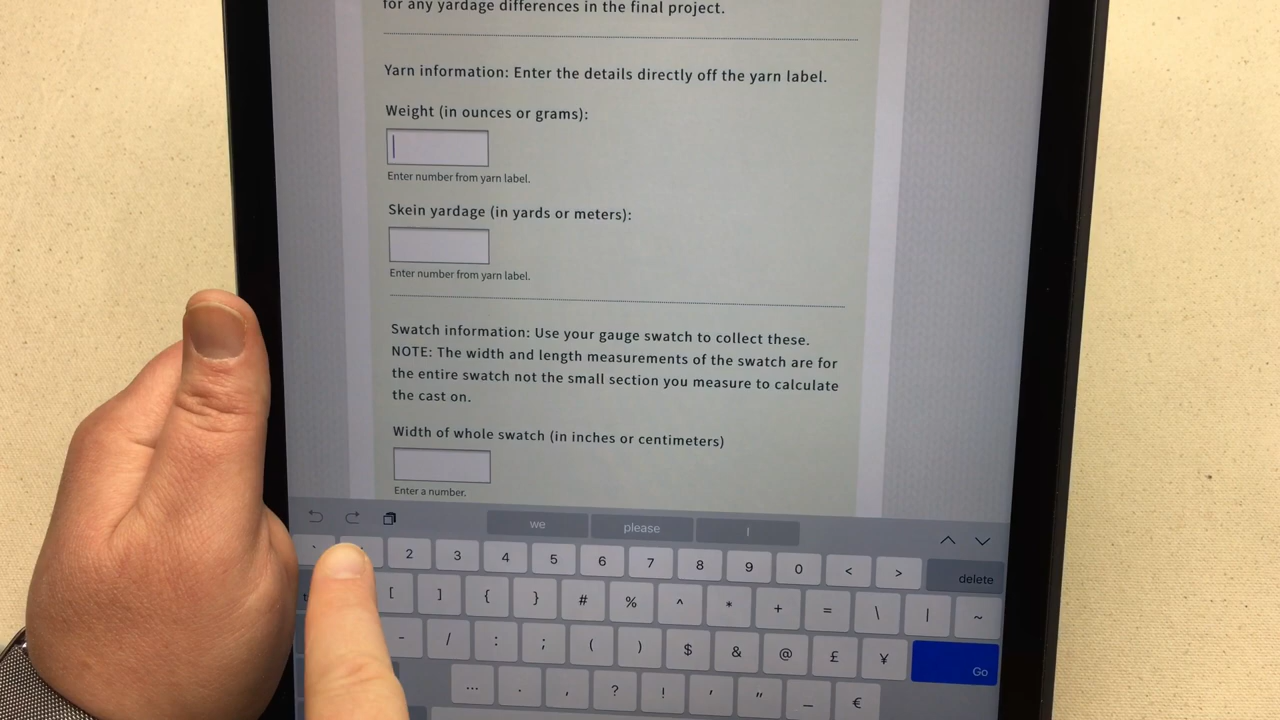 for any yardage differences in the final project.
Yarn information: Enter the details directly off the yarn label.
Weight (in ounces or grams):
Enter number from yarn label.
Skein yardage (in yards or meters):
Enter number from yarn label.
Swatch information: Use your gauge swatch to collect these.
NOTE: The width and length measurements of the swatch are for
the entire swatch not the small section you measure to calculate
the cast on.
Width of whole swatch (in inches or centimeters)
Enter a number.
we please I
` 2 3 4 5 6 7 8 9 0 < > delete
[ ] { } # % ^ * + = \ | ~
- / : ; ( ) $ & @ £ ¥ Go
... . , ? ! ' " _ €